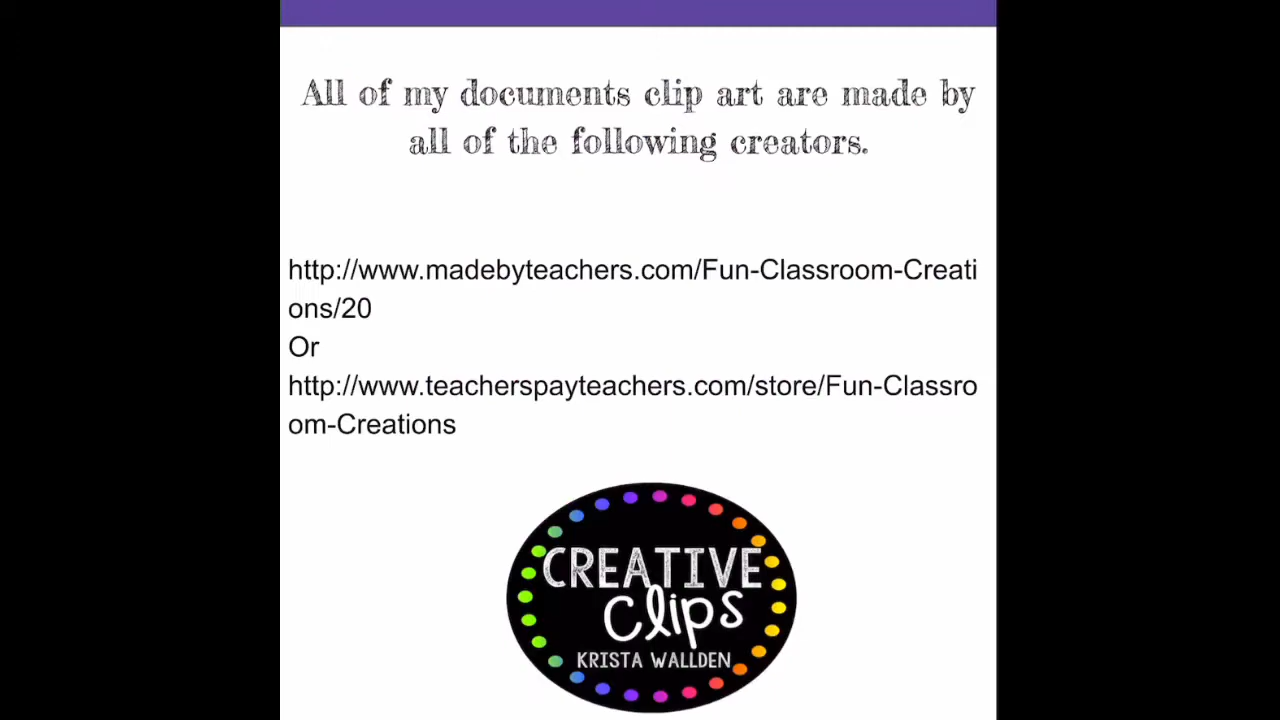 All of my documents clip art are made by
all of the following creators.
http://www.madebyteachers.com/Fun-Classroom-Creati
ons/20
Or
http://www.teacherspayteachers.com/store/Fun-Classro
om-Creations
CREATIVE
Clips
KRISTA WALLDEN